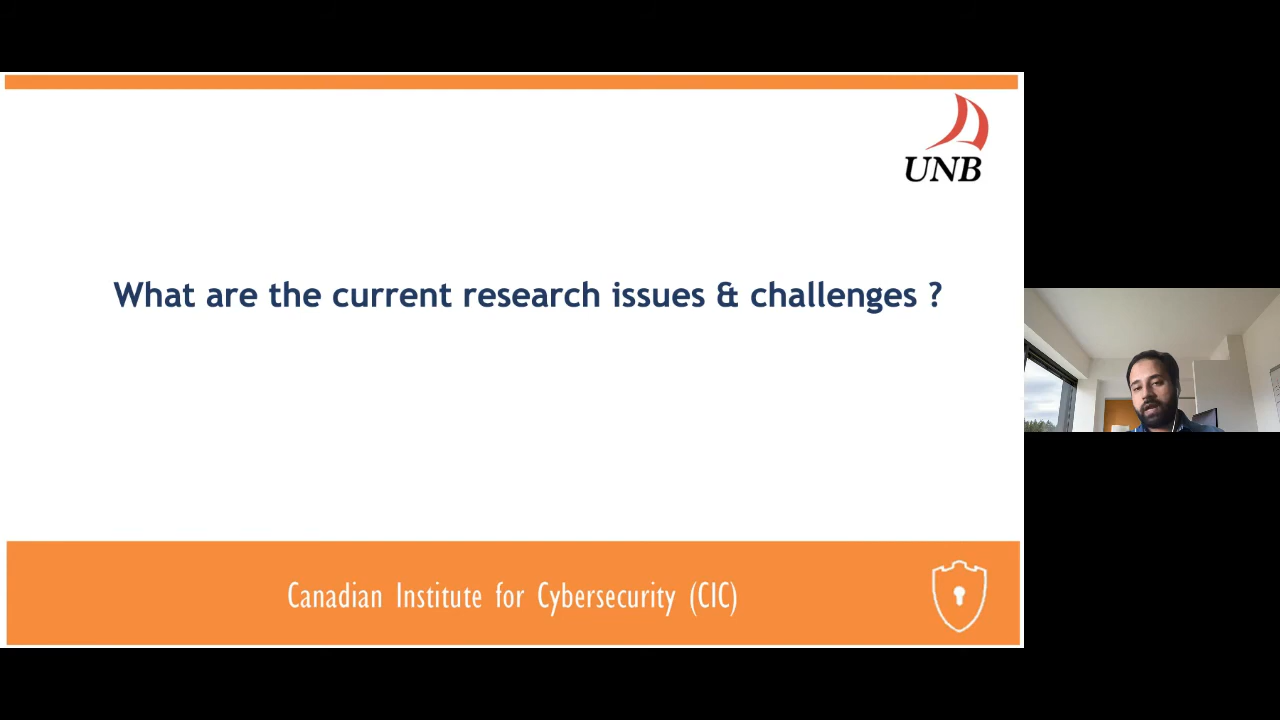 UNB
What are the current research issues & challenges ?
Canadian Institute for Cybersecurity (CIC)